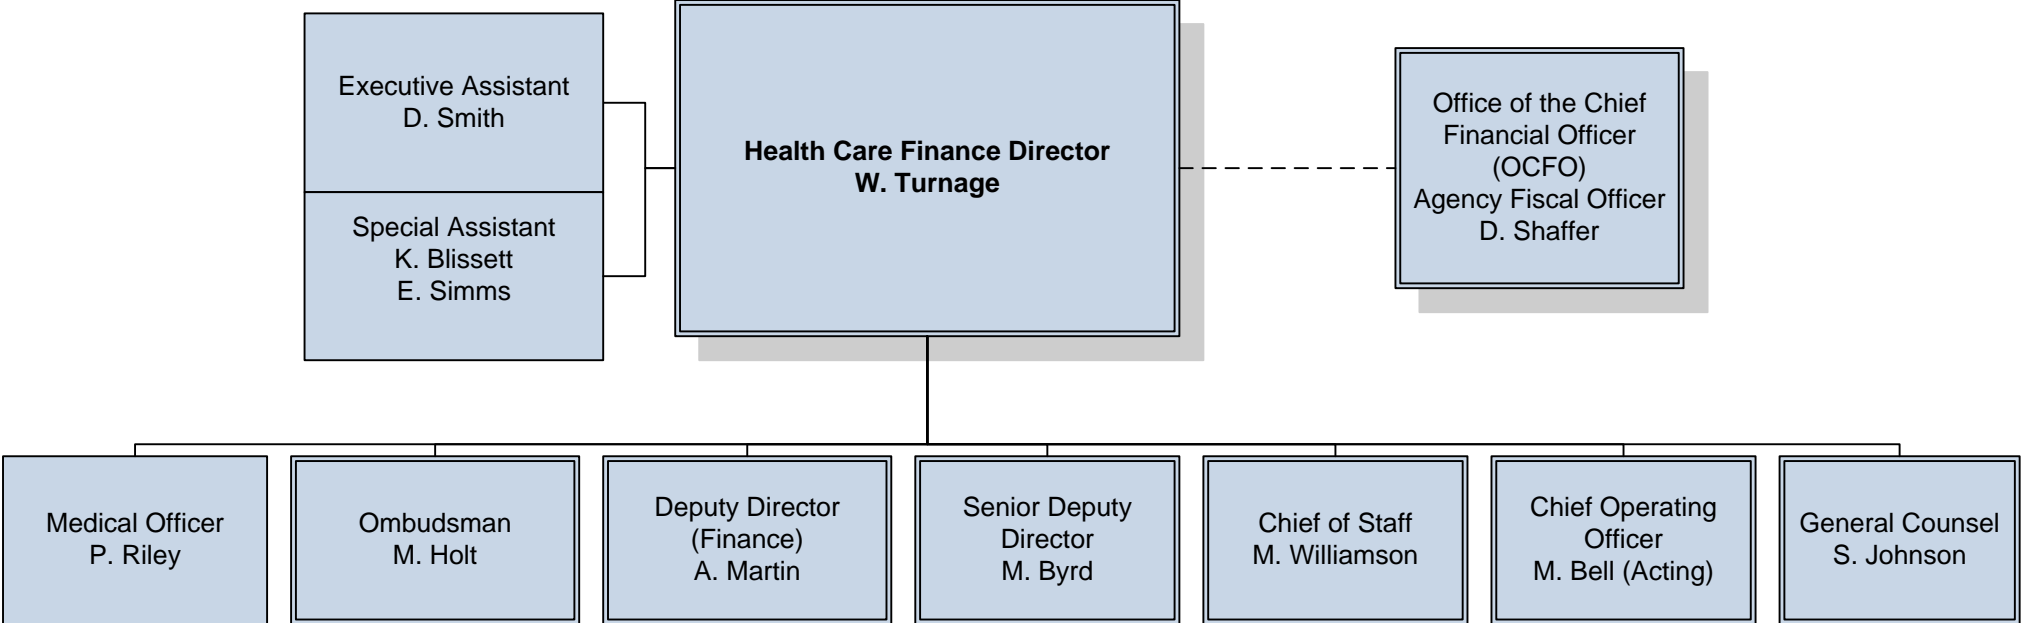 Executive Assistant
D. Smith
Special Assistant
K. Blissett
E. Simms
Health Care Finance Director
W. Turnage
Office of the Chief
Financial Officer
(OCFO)
Agency Fiscal Officer
D. Shaffer
Medical Officer
P. Riley
Ombudsman
M. Holt
Deputy Director
(Finance)
A. Martin
Senior Deputy
Director
M. Byrd
Chief of Staff
M. Williamson
Chief Operating
Officer
M. Bell (Acting)
General Counsel
S. Johnson